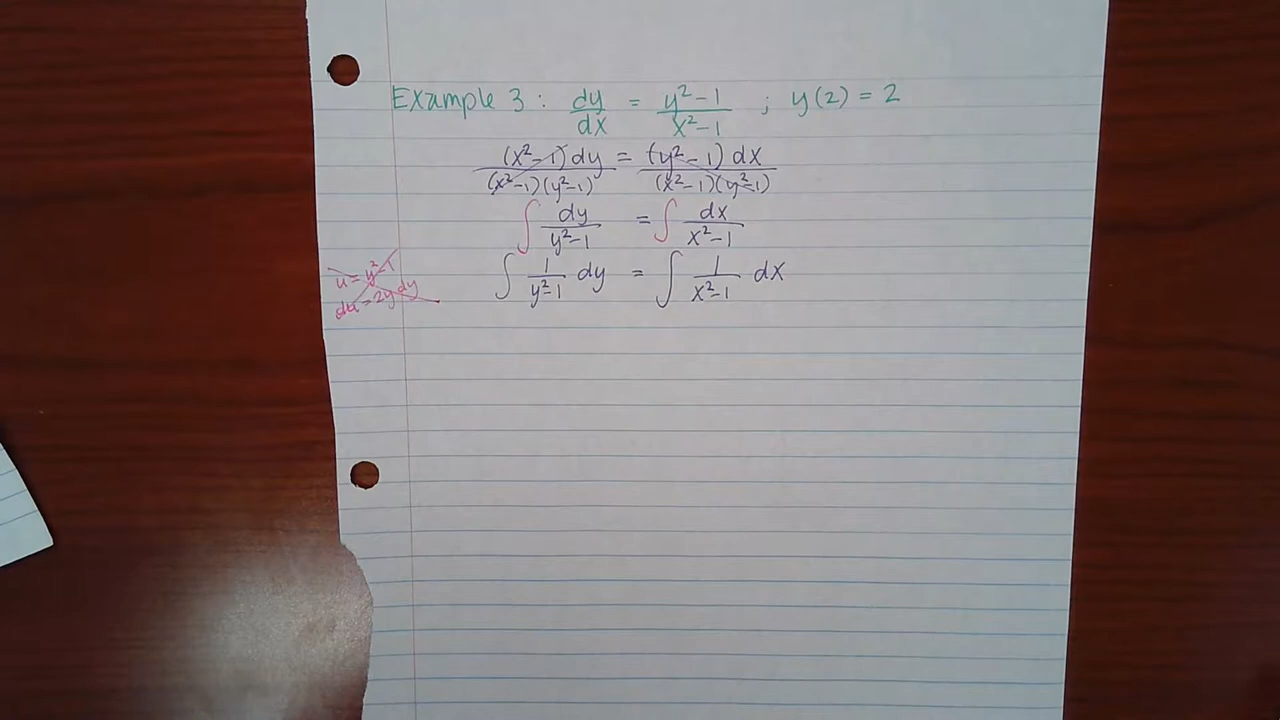 Example 3 : dy/dx = y²-1/x²-1 ; y(2) = 2
(x²-1)dy/(x²-1)(y²-1) = (y²-1)dx/(x²-1)(y²-1)
∫ dy/y²-1 = ∫ dx/x²-1
∫ 1/y²-1 dy = ∫ 1/x²-1 dx
u = y²-1
du = 2y dy